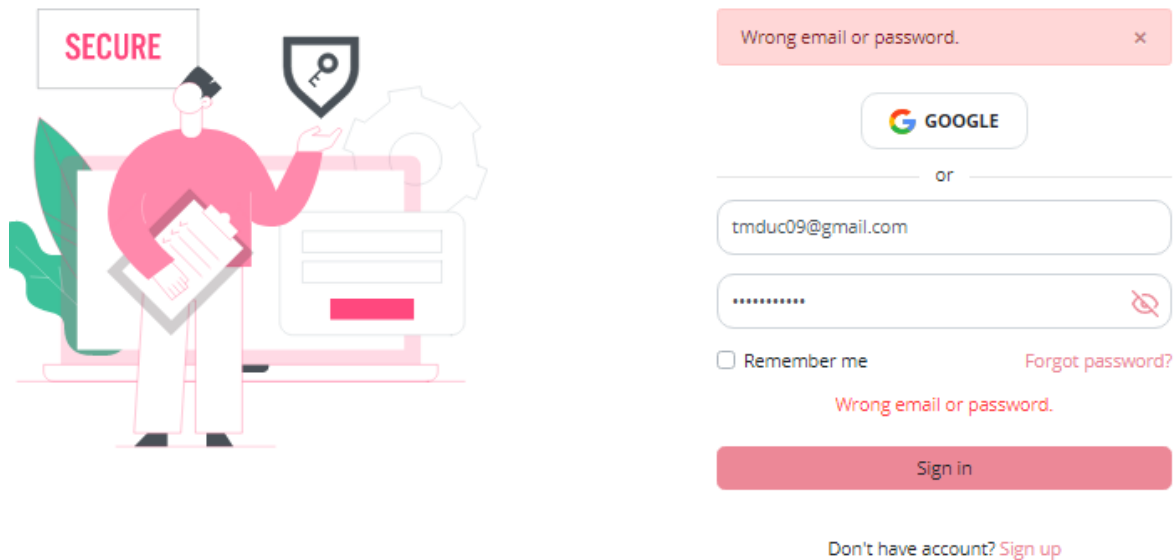 SECURE
Wrong email or password. ×
GOOGLE
or
tmduc09@gmail.com
•••••••••••
Remember me Forgot password?
Wrong email or password.
Sign in
Don't have account? Sign up